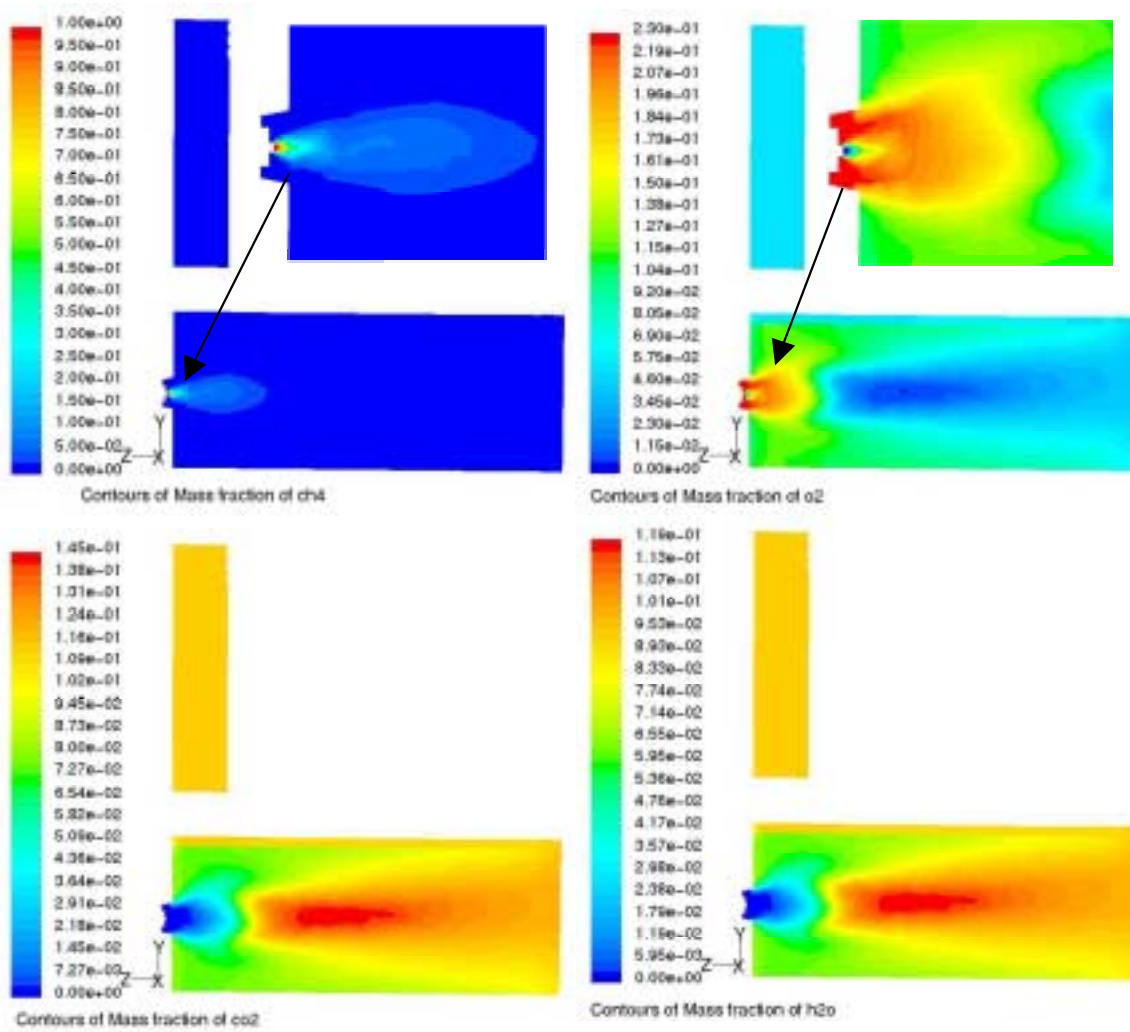 1.00e+00
9.50e-01
9.00e-01
8.50e-01
8.00e-01
7.50e-01
7.00e-01
6.50e-01
6.00e-01
5.50e-01
5.00e-01
4.50e-01
4.00e-01
3.50e-01
3.00e-01
2.50e-01
2.00e-01
1.50e-01
1.00e-01
5.00e-02
0.00e+00
Y
Z X
Contours of Mass fraction of ch4
2.30e-01
2.19e-01
2.07e-01
1.96e-01
1.84e-01
1.73e-01
1.61e-01
1.50e-01
1.38e-01
1.27e-01
1.15e-01
1.04e-01
9.20e-02
8.05e-02
6.90e-02
5.75e-02
4.60e-02
3.45e-02
2.30e-02
1.15e-02
0.00e+00
Y
Z X
Contours of Mass fraction of o2
1.45e-01
1.38e-01
1.31e-01
1.24e-01
1.16e-01
1.09e-01
1.02e-01
9.45e-02
8.73e-02
8.00e-02
7.27e-02
6.54e-02
5.82e-02
5.09e-02
4.36e-02
3.64e-02
2.91e-02
2.18e-02
1.45e-02
7.27e-03
0.00e+00
Y
Z X
Contours of Mass fraction of co2
1.19e-01
1.13e-01
1.07e-01
1.01e-01
9.53e-02
8.93e-02
8.33e-02
7.74e-02
7.14e-02
6.55e-02
5.95e-02
5.36e-02
4.76e-02
4.17e-02
3.57e-02
2.98e-02
2.38e-02
1.79e-02
1.19e-02
5.95e-03
0.00e+00
Y
Z X
Contours of Mass fraction of h2o